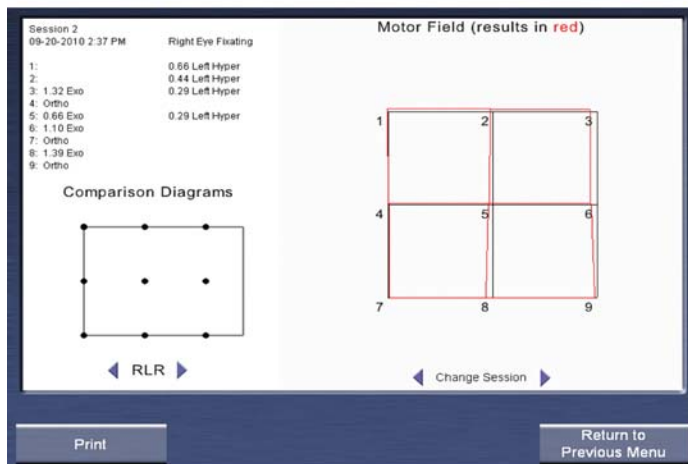 Session 2
09-20-2010 2:37 PM Right Eye Fixating
1: 0.66 Left Hyper
2: 0.44 Left Hyper
3: 1.32 Exo 0.29 Left Hyper
4: Ortho
5: 0.66 Exo 0.29 Left Hyper
6: 1.10 Exo
7: Ortho
8: 1.39 Exo
9: Ortho
Comparison Diagrams
RLR
Motor Field (results in red)
1 2 3
4 5 6
7 8 9
Change Session
Print
Return to
Previous Menu